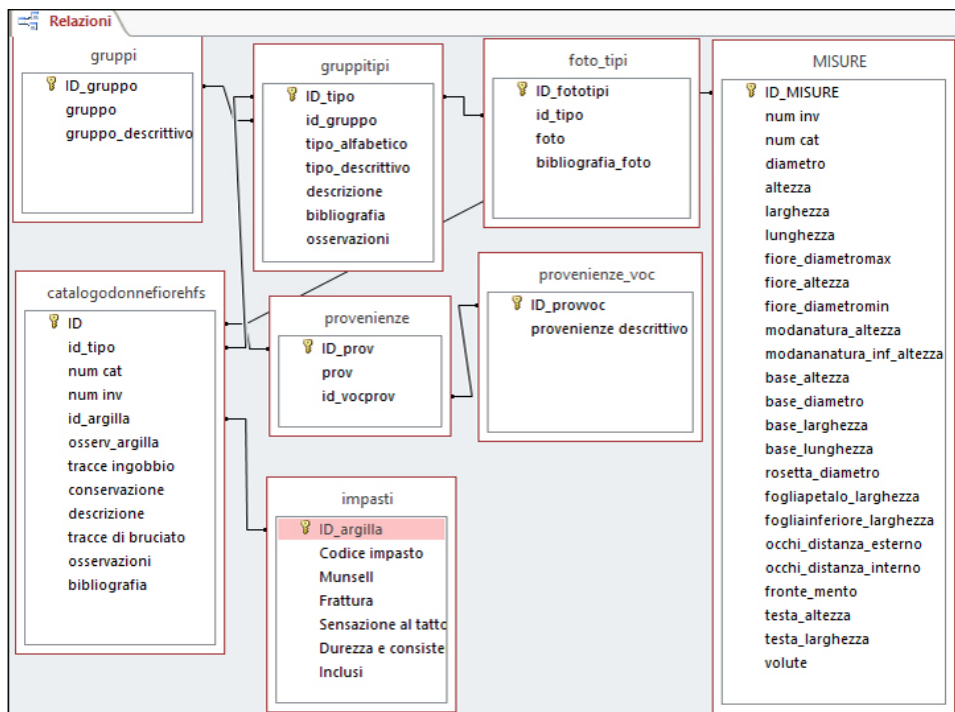 Relazioni
gruppi
ID_gruppo
gruppo
gruppo_descrittivo
gruppitipi
ID_tipo
id_gruppo
tipo_alfabetico
tipo_descrittivo
descrizione
bibliografia
osservazioni
foto_tipi
ID_fototipi
id_tipo
foto
bibliografia_foto
MISURE
ID_MISURE
num inv
num cat
diametro
altezza
larghezza
lunghezza
fiore_diametromax
fiore_altezza
fiore_diametromin
modanatura_altezza
modananatura_inf_altezza
base_altezza
base_diametro
base_larghezza
base_lunghezza
rosetta_diametro
fogliapetalo_larghezza
fogliainferiore_larghezza
occhi_distanza_esterno
occhi_distanza_interno
fronte_mento
testa_altezza
testa_larghezza
volute
catalogodonnefiorehfs
ID
id_tipo
num cat
num inv
id_argilla
osserv_argilla
tracce ingobbio
conservazione
descrizione
tracce di bruciato
osservazioni
bibliografia
provenienze
ID_prov
prov
id_vocprov
provenienze_voc
ID_provvoc
provenienze descrittivo
impasti
ID_argilla
Codice impasto
Munsell
Frattura
Sensazione al tatto
Durezza e consiste
Inclusi